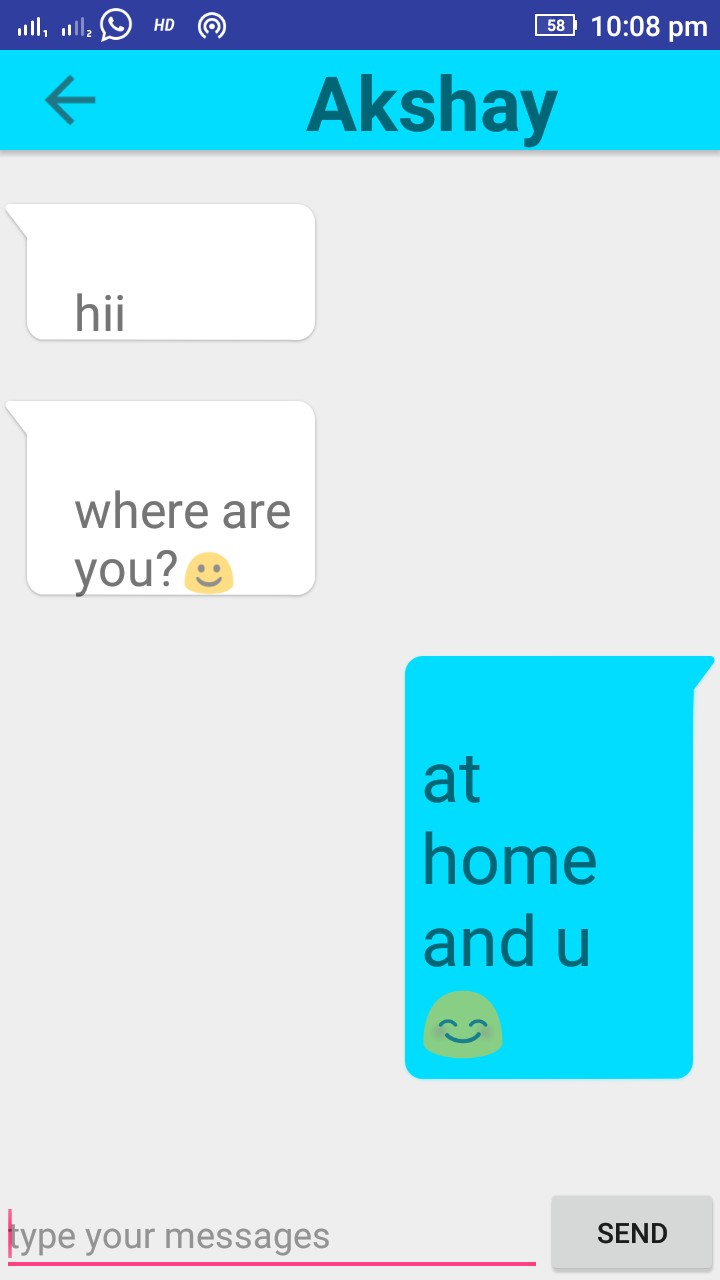 HD 58 10:08 pm
Akshay
hii
where are
you?🙂
at
home
and u
😊
type your messages
SEND